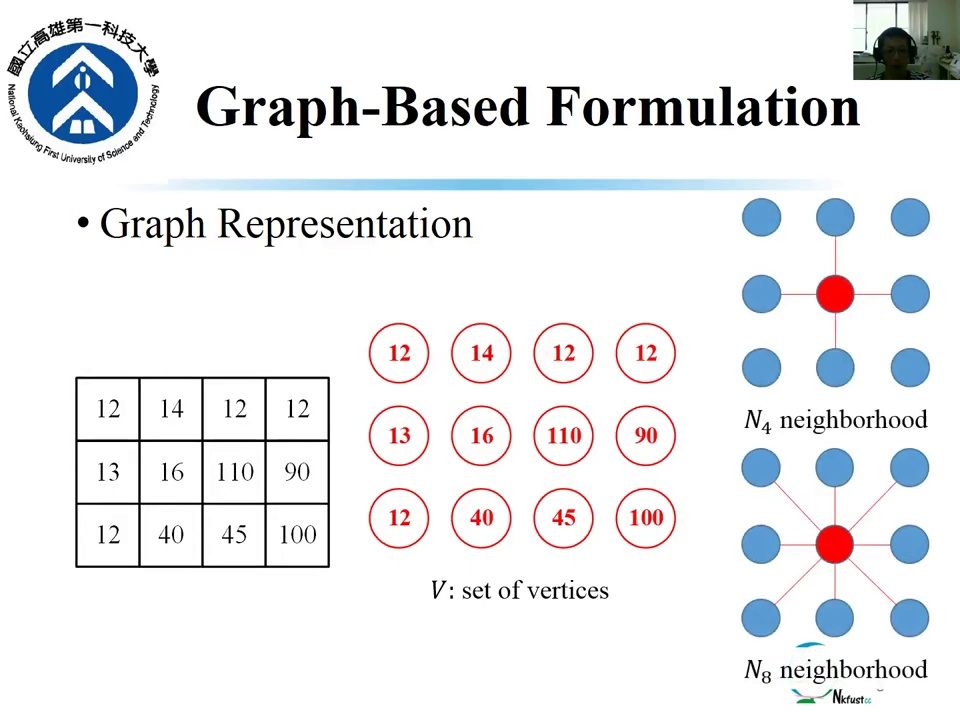 國立高雄第一科技大學
National Kaohsiung First University of Science and Technology
Graph-Based Formulation
• Graph Representation
12 14 12 12
13 16 110 90
12 40 45 100
12 14 12 12
13 16 110 90
12 40 45 100
V: set of vertices
N4 neighborhood
N8 neighborhood
Nkfust cc